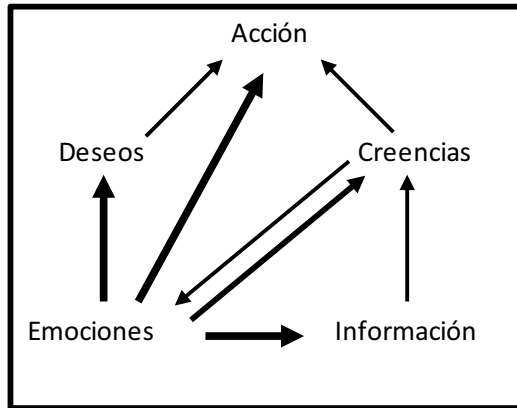 Acción
Deseos
Creencias
Emociones
Información